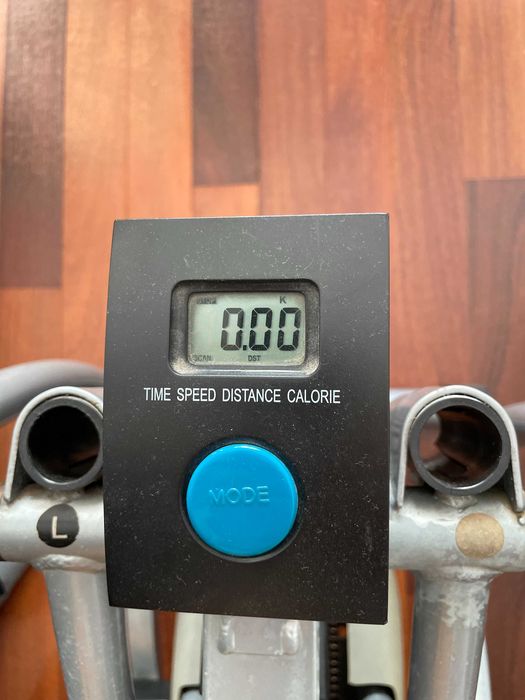 K
0.00
SCAN DST
TIME SPEED DISTANCE CALORIE
MODE
L